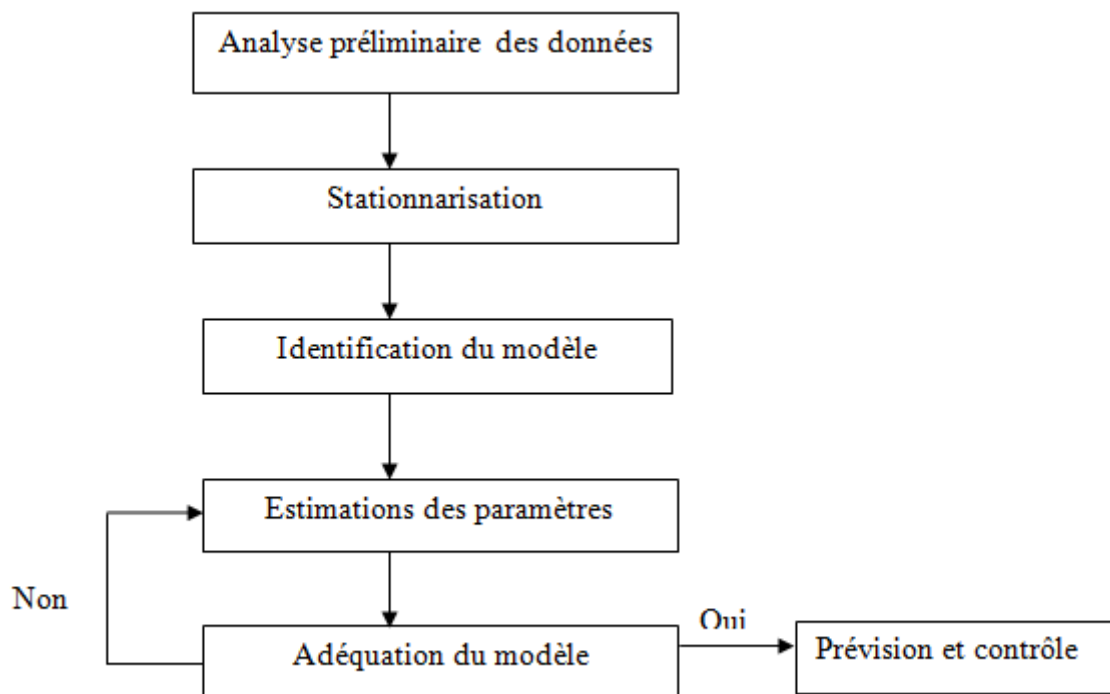 Analyse préliminaire des données
Stationnarisation
Identification du modèle
Estimations des paramètres
Non
Oui
Adéquation du modèle
Prévision et contrôle